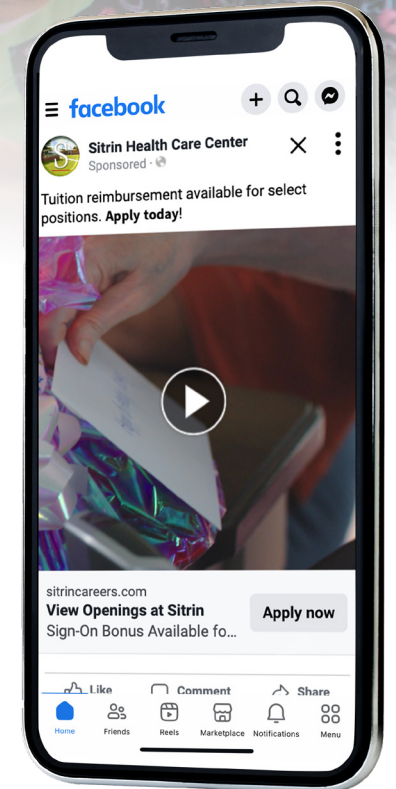 facebook
S
Sitrin Health Care Center
Sponsored ·
Tuition reimbursement available for select
positions. Apply today!
sitrincareers.com
View Openings at Sitrin
Sign-On Bonus Available fo...
Apply now
Like Comment Share
Home Friends Reels Marketplace Notifications Menu